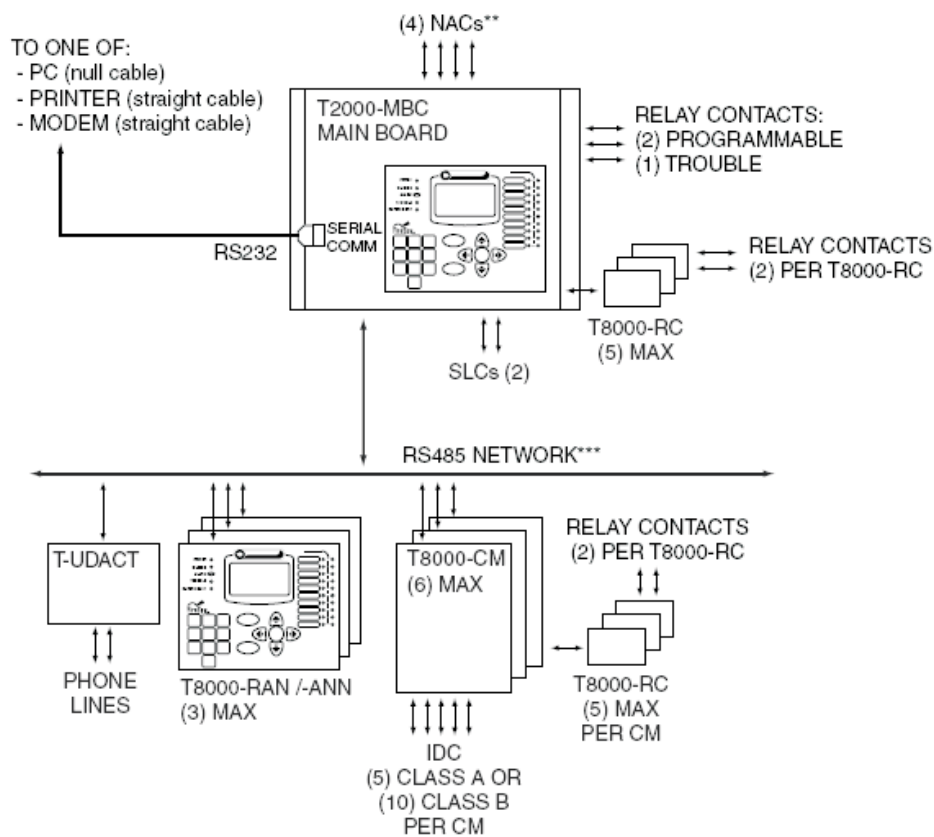 (4) NACs**
TO ONE OF:
- PC (null cable)
- PRINTER (straight cable)
- MODEM (straight cable)
T2000-MBC
MAIN BOARD
RELAY CONTACTS:
(2) PROGRAMMABLE
(1) TROUBLE
SERIAL
COMM
RS232
RELAY CONTACTS
(2) PER T8000-RC
T8000-RC
(5) MAX
SLCs (2)
RS485 NETWORK***
T-UDACT
PHONE
LINES
T8000-RAN /-ANN
(3) MAX
T8000-CM
(6) MAX
RELAY CONTACTS
(2) PER T8000-RC
T8000-RC
(5) MAX
PER CM
IDC
(5) CLASS A OR
(10) CLASS B
PER CM